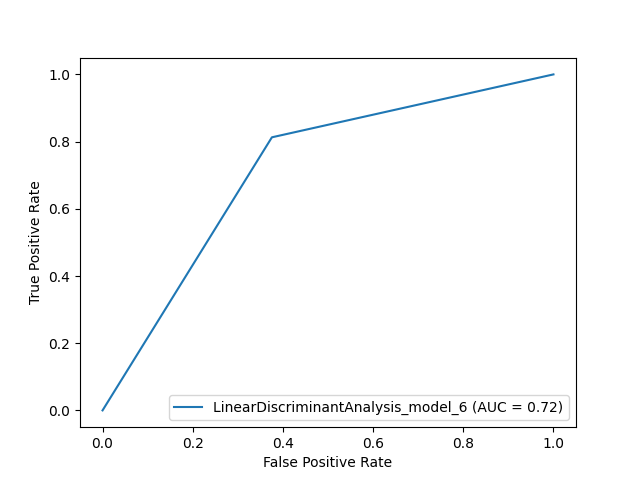 1.0
0.8
0.6
0.4
0.2
0.0
True Positive Rate
LinearDiscriminantAnalysis_model_6 (AUC = 0.72)
0.0 0.2 0.4 0.6 0.8 1.0
False Positive Rate